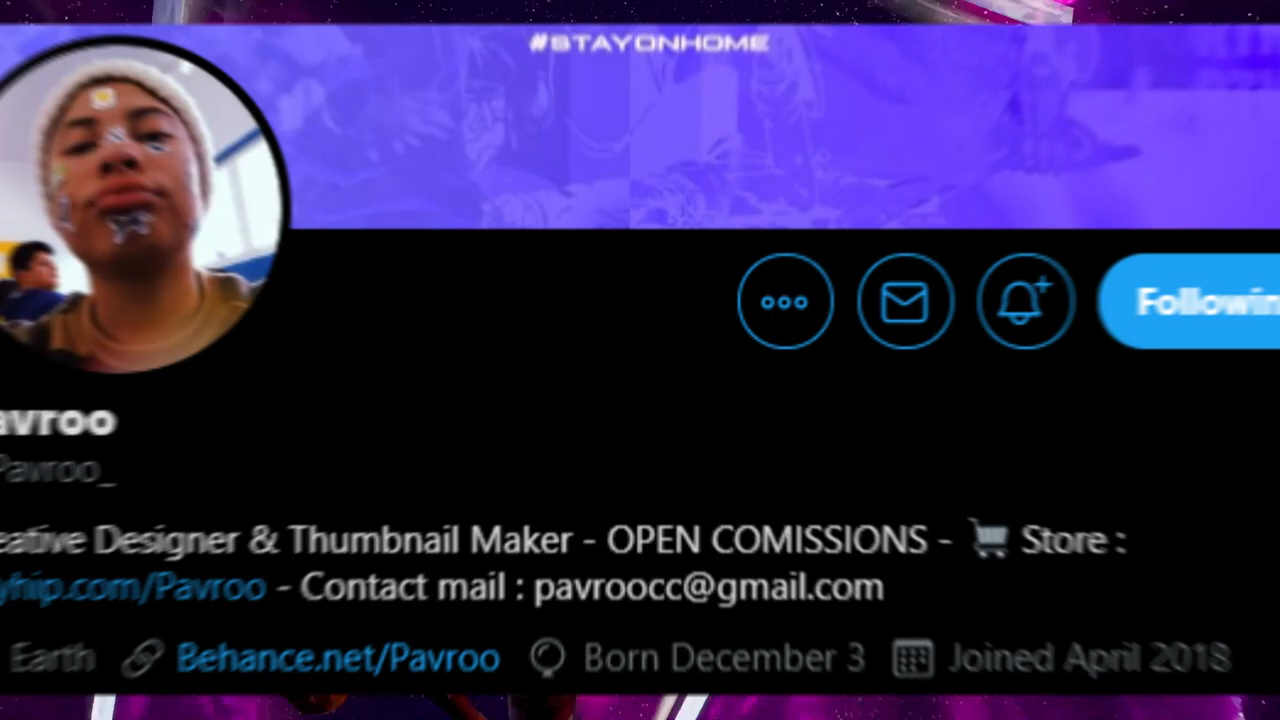 #STAYONHOME
Followin
avroo
Pavroo_
eative Designer & Thumbnail Maker - OPEN COMISSIONS - 🛒 Store :
yhip.com/Pavroo - Contact mail : pavroocc@gmail.com
Earth Behance.net/Pavroo Born December 3 Joined April 2018